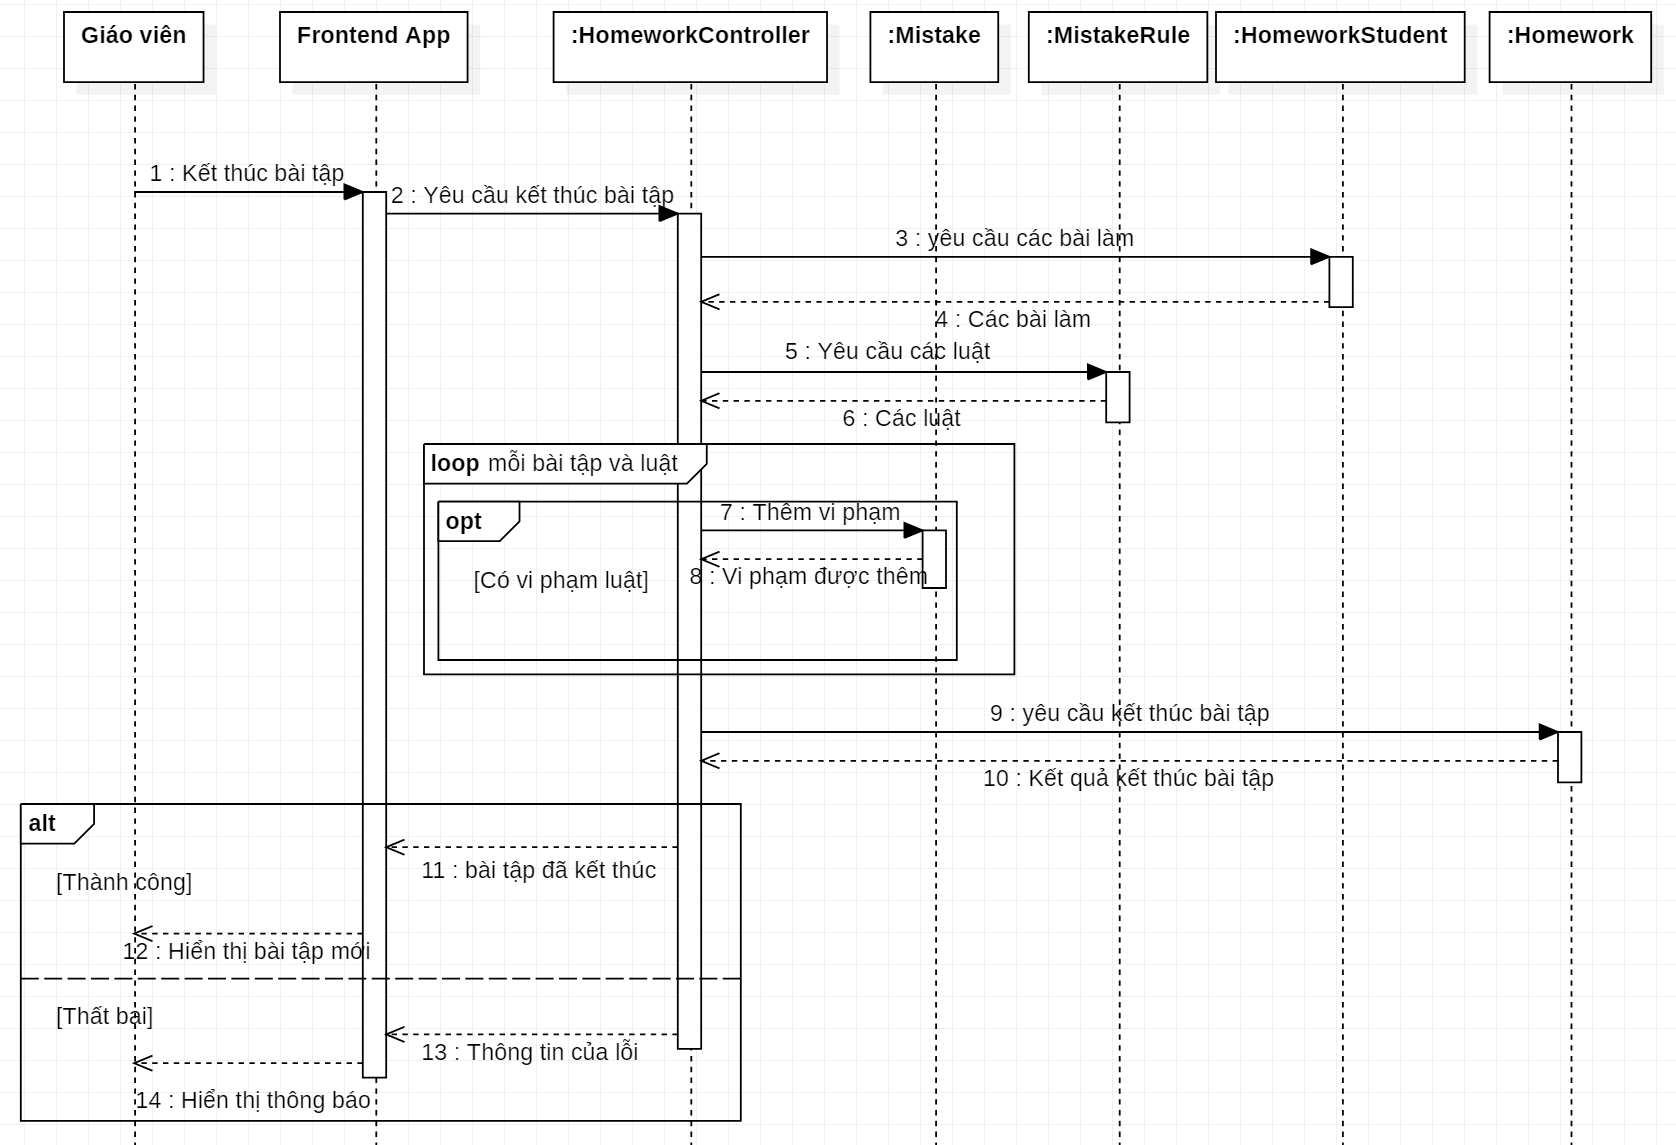 Giáo viên
Frontend App
:HomeworkController
:Mistake
:MistakeRule
:HomeworkStudent
:Homework
1 : Kết thúc bài tập
2 : Yêu cầu kết thúc bài tập
3 : yêu cầu các bài làm
4 : Các bài làm
5 : Yêu cầu các luật
6 : Các luật
loop mỗi bài tập và luật
opt
7 : Thêm vi phạm
[Có vi phạm luật]
8 : Vi phạm được thêm
9 : yêu cầu kết thúc bài tập
10 : Kết quả kết thúc bài tập
alt
11 : bài tập đã kết thúc
[Thành công]
12 : Hiển thị bài tập mới
[Thất bại]
13 : Thông tin của lỗi
14 : Hiển thị thông báo